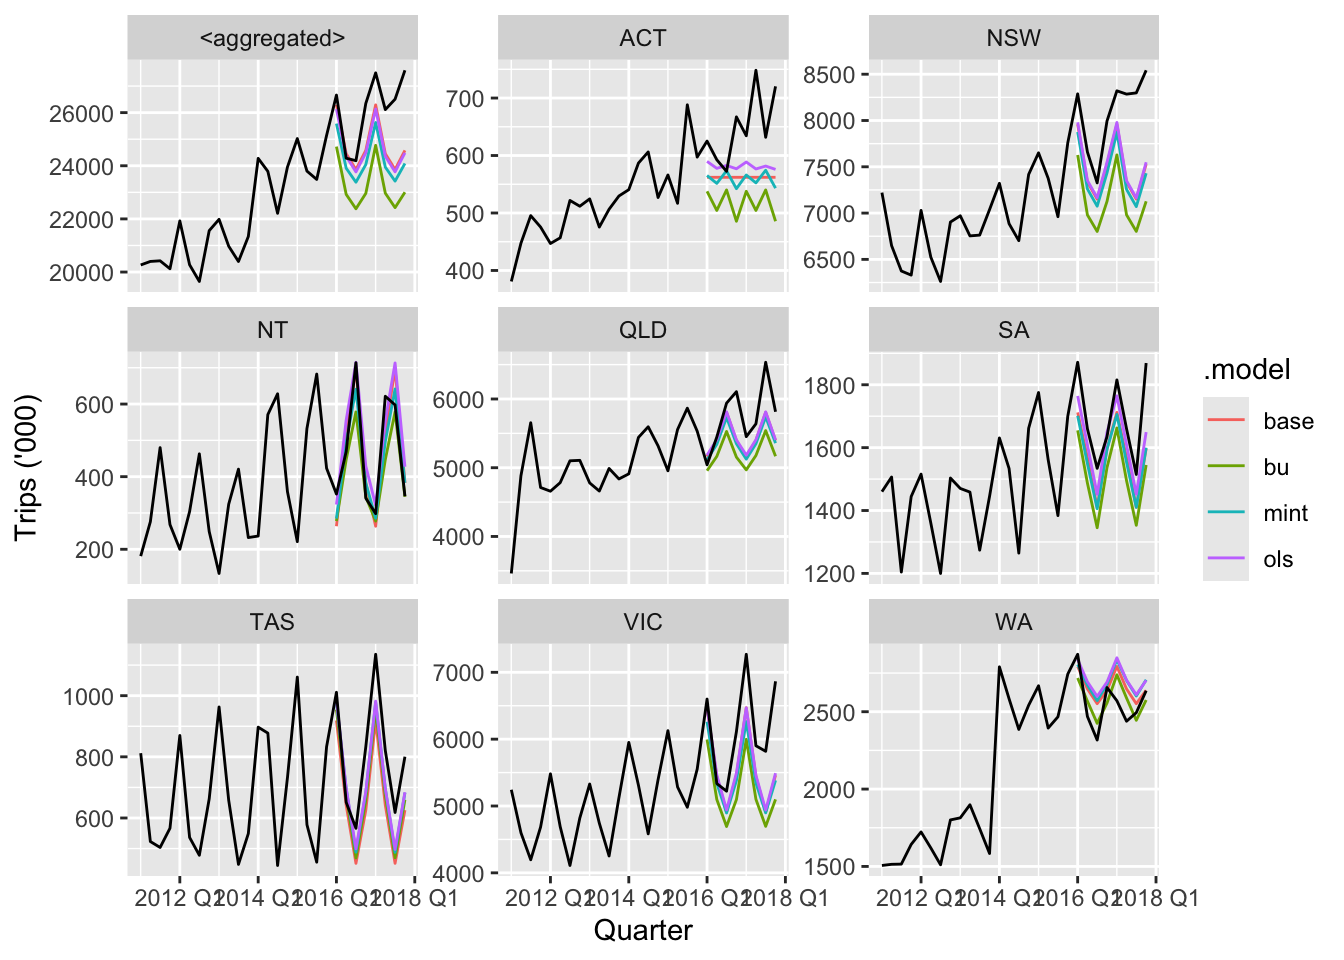 <aggregated>
ACT
NSW
26000
24000
22000
20000
700
600
500
400
8500
8000
7500
7000
6500
NT
QLD
SA
600
400
200
6000
5000
4000
1800
1600
1400
1200
TAS
VIC
WA
1000
800
600
7000
6000
5000
4000
2500
2000
1500
2012 Q1 2014 Q1 2016 Q1 2018 Q1
2012 Q1 2014 Q1 2016 Q1 2018 Q1
2012 Q1 2014 Q1 2016 Q1 2018 Q1
Quarter
Trips ('000)
.model
base
bu
mint
ols